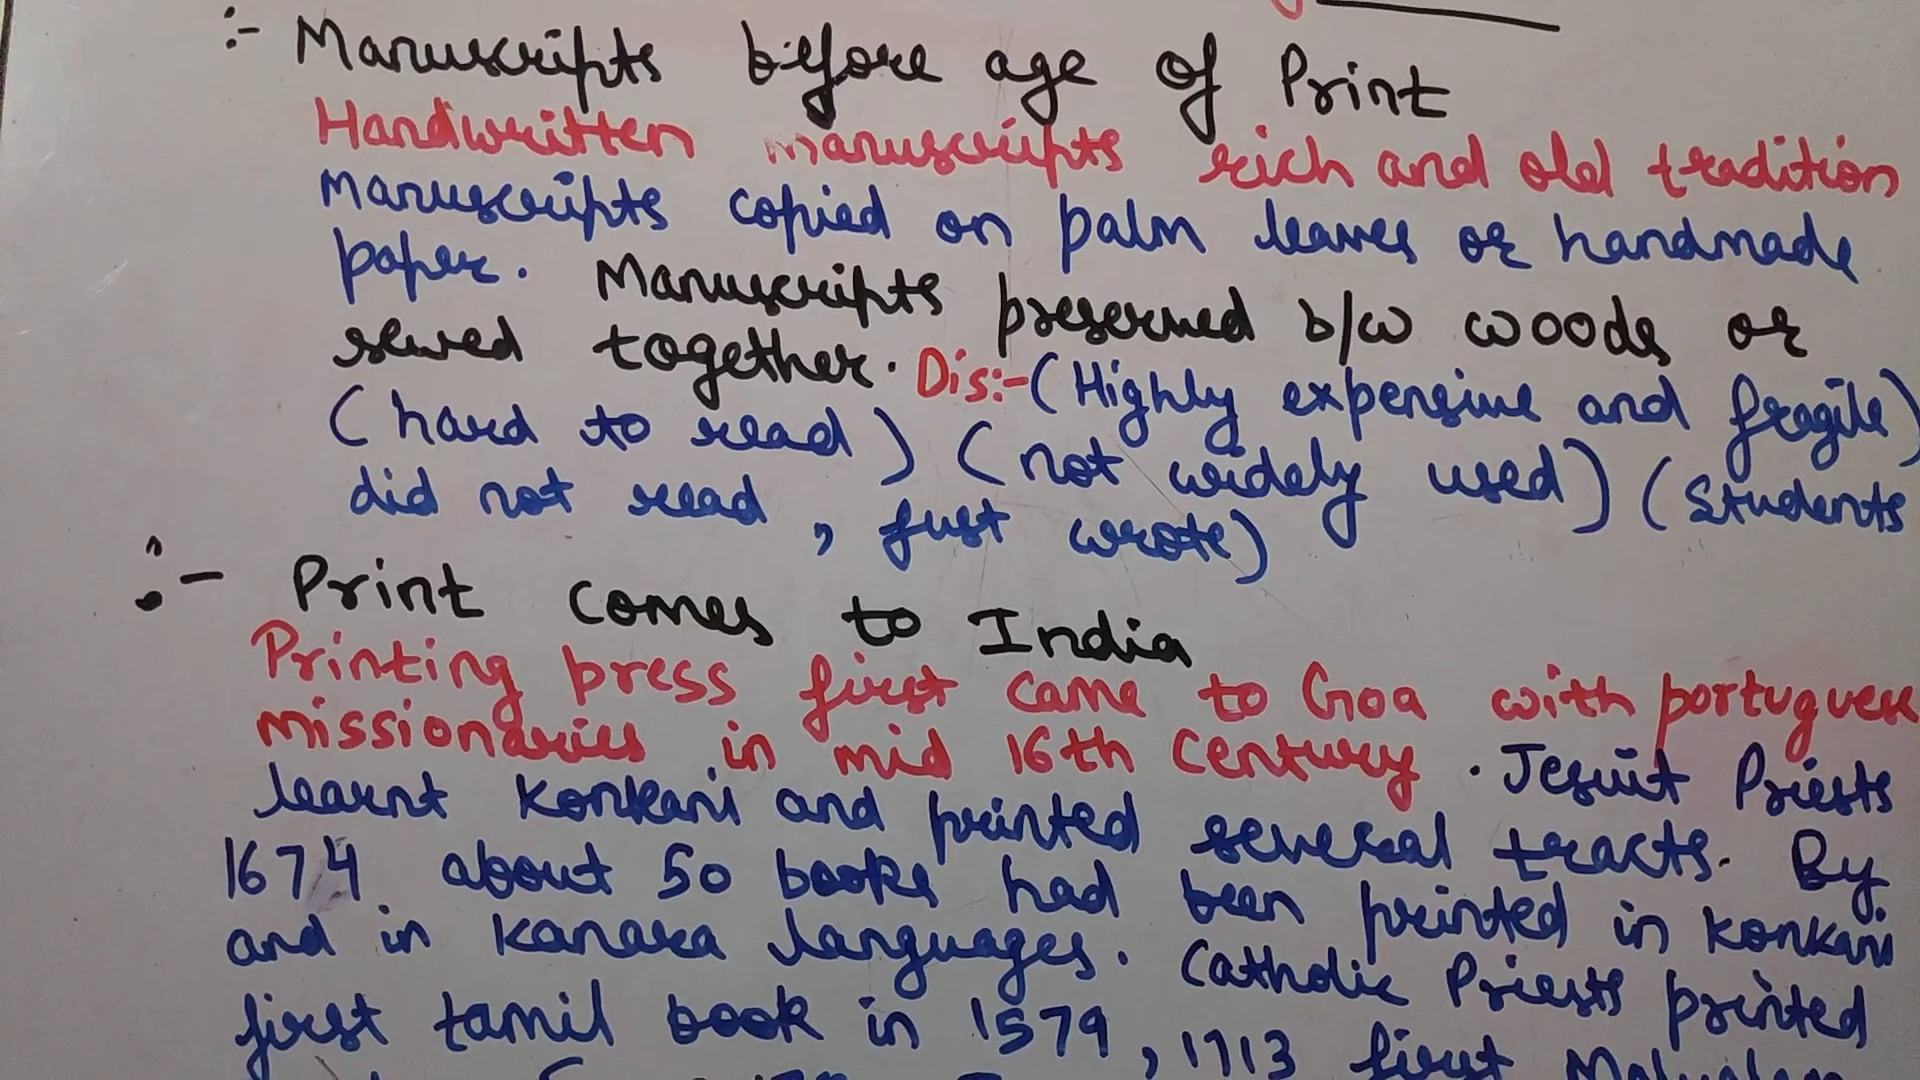 :- Manuscripts before age of Print
Handwritten manuscripts rich and old tradition
Manuscripts copied on palm leaves or handmade
paper. Manuscripts preserved b/w woods or
sewed together. Dis:-(Highly expensive and fragile)
(hard to read) (not widely used) (Students
did not read, just wrote)
:- Print comes to India
Printing press first came to Goa with portuguese
missionaries in mid 16th Century. Jesuit Priests
learnt Konkani and printed several tracts. By
1674 about 50 books had been printed in konkani
and in Kanara languages. Catholic Priests printed
first tamil book in 1579, 1713 first